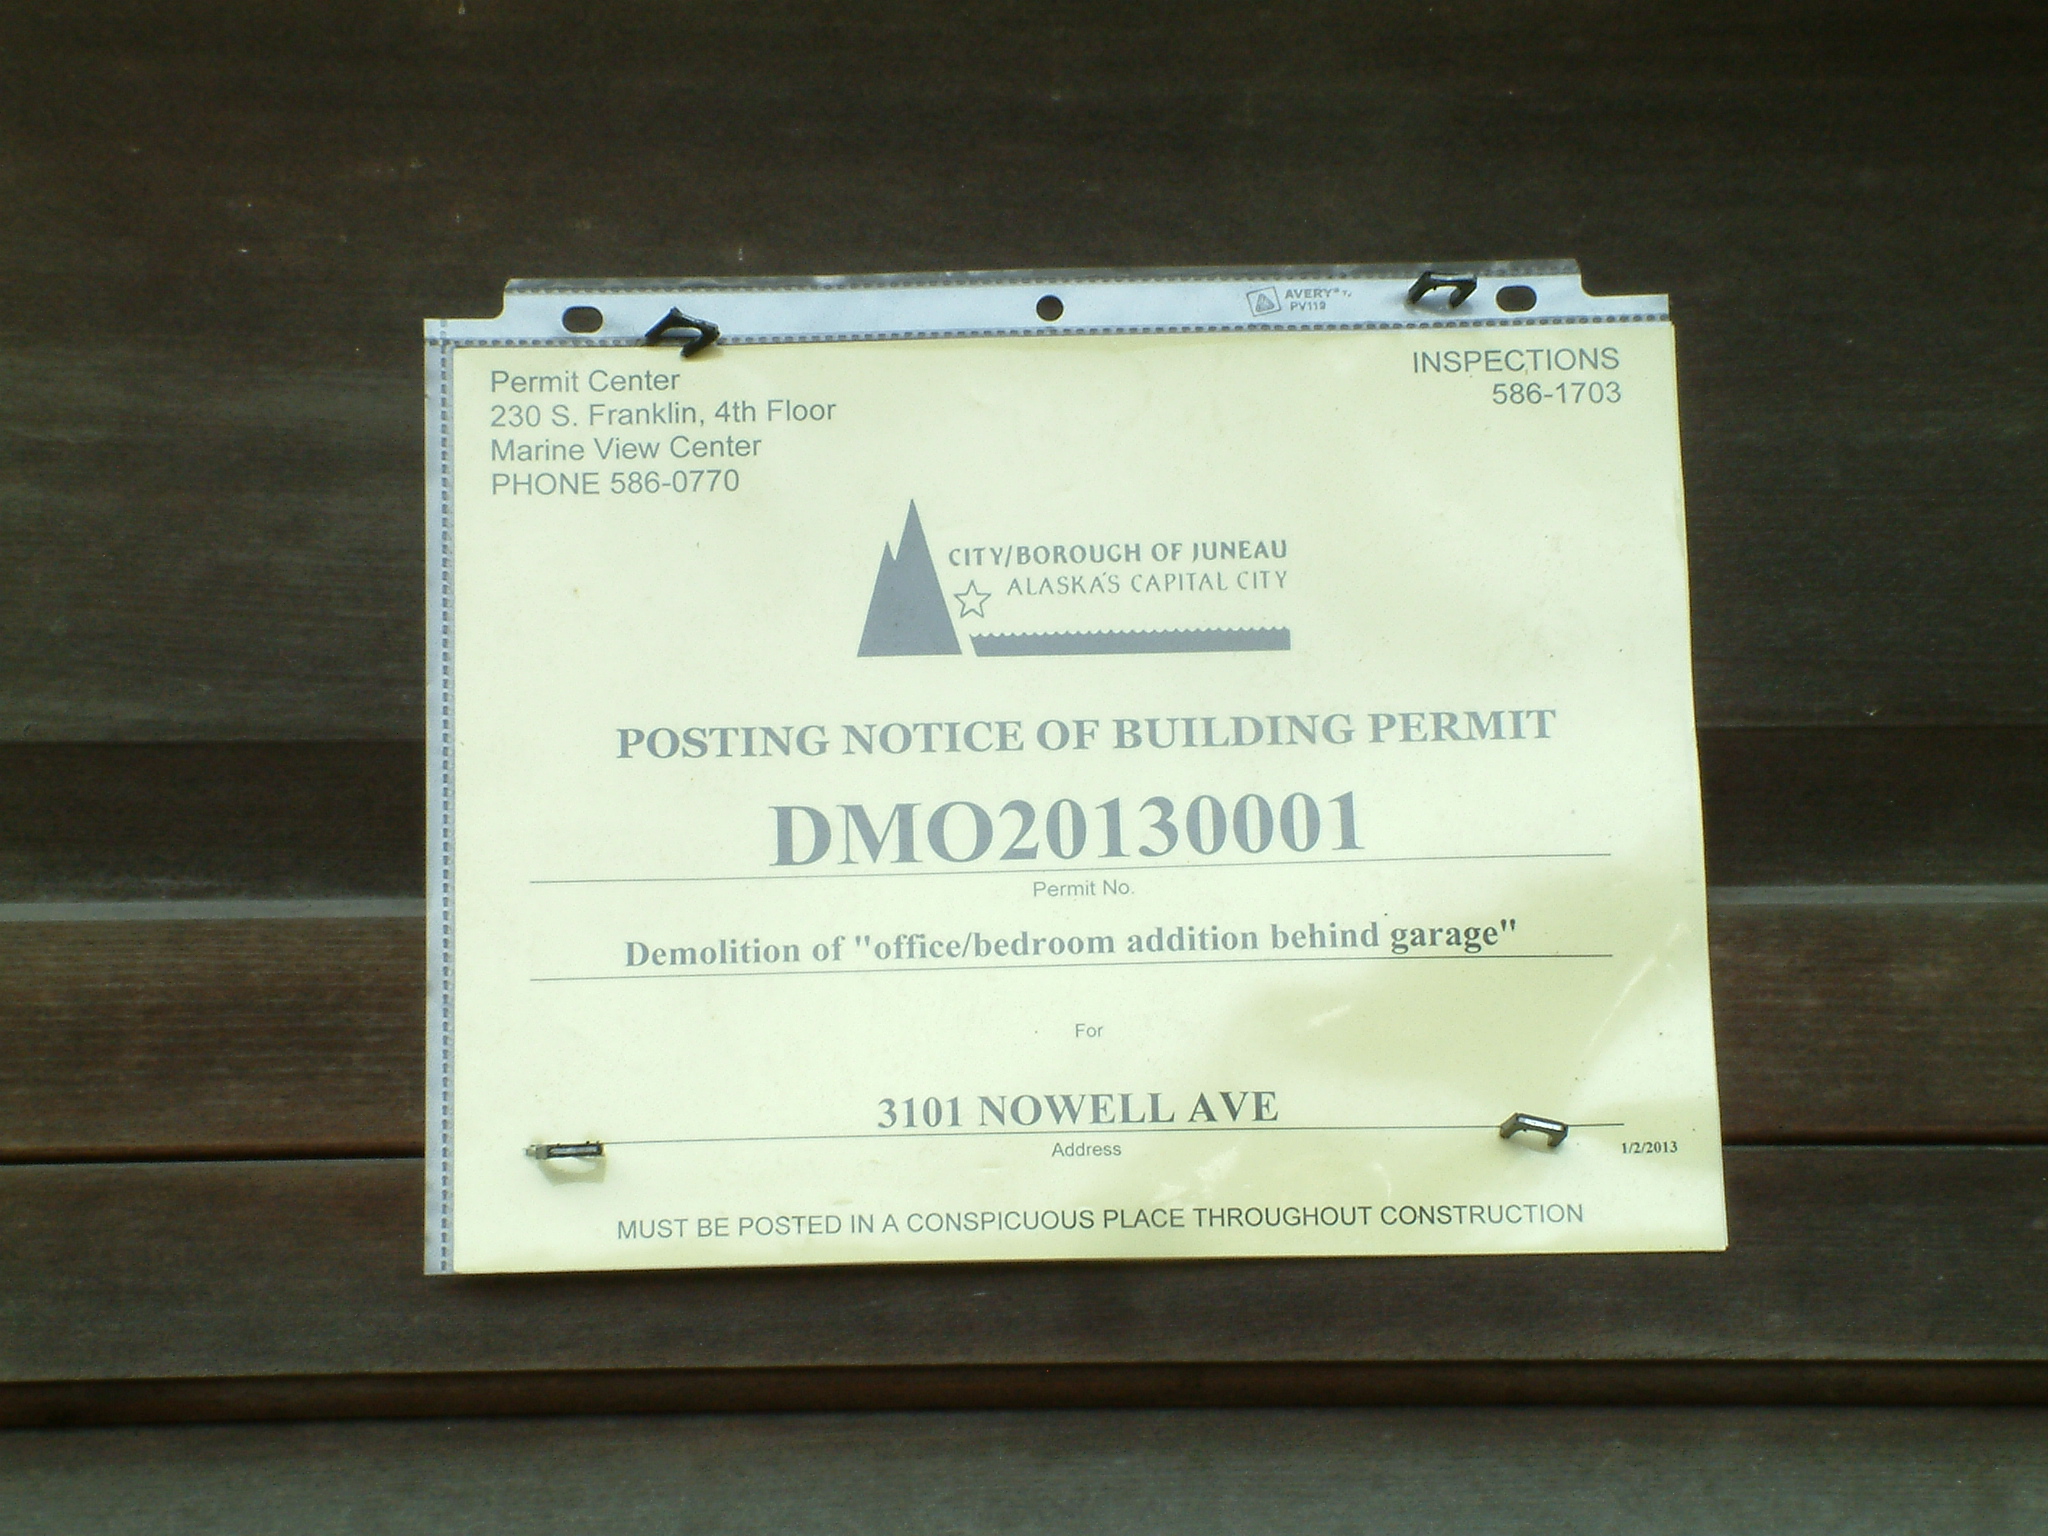 AVERY®
PV119
Permit Center
230 S. Franklin, 4th Floor
Marine View Center
PHONE 586-0770
INSPECTIONS
586-1703
CITY/BOROUGH OF JUNEAU
ALASKA'S CAPITAL CITY
POSTING NOTICE OF BUILDING PERMIT
DMO20130001
Permit No.
Demolition of "office/bedroom addition behind garage"
For
3101 NOWELL AVE
Address
1/2/2013
MUST BE POSTED IN A CONSPICUOUS PLACE THROUGHOUT CONSTRUCTION